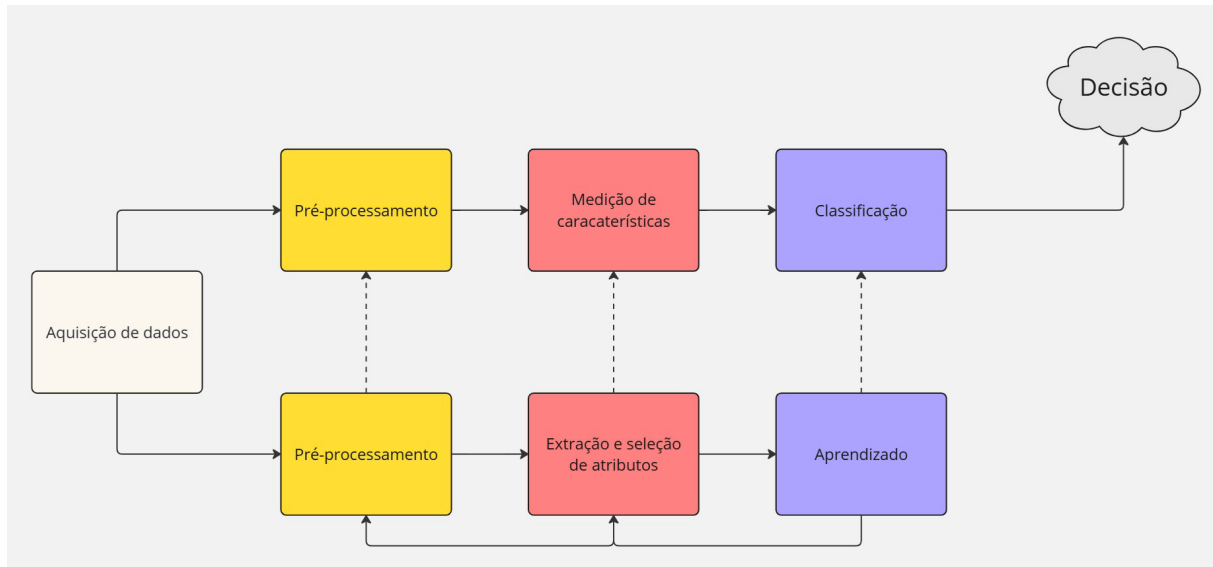 Decisão
Pré-processamento
Medição de
caracaterísticas
Classificação
Aquisição de dados
Pré-processamento
Extração e seleção
de atributos
Aprendizado